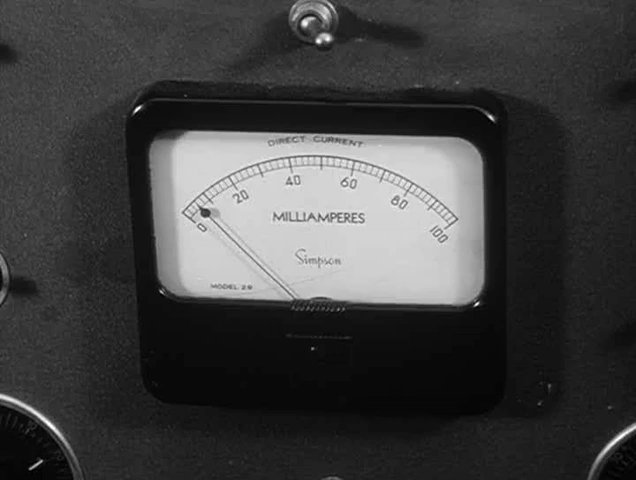 DIRECT CURRENT
0 20 40 60 80 100
MILLIAMPERES
Simpson
MODEL 29